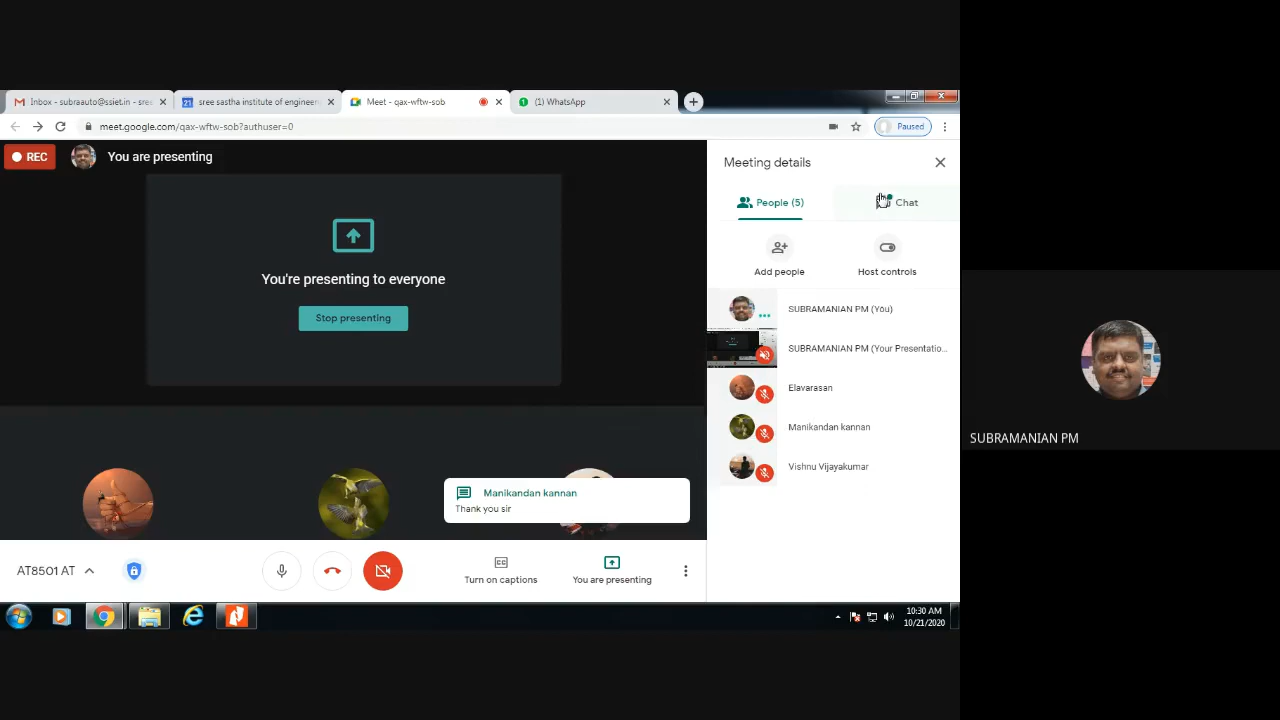 Inbox - subraauto@ssiet.in - sree
sree sastha institute of engineer
Meet - qax-wftw-sob
(1) WhatsApp
meet.google.com/qax-wftw-sob?authuser=0
Paused
REC
You are presenting
Meeting details
People (5)
Chat
You're presenting to everyone
Stop presenting
Add people
Host controls
SUBRAMANIAN PM (You)
SUBRAMANIAN PM (Your Presentatio...
Elavarasan
Manikandan kannan
Vishnu Vijayakumar
Manikandan kannan
Thank you sir
AT8501 AT
Turn on captions
You are presenting
10:30 AM
10/21/2020
SUBRAMANIAN PM